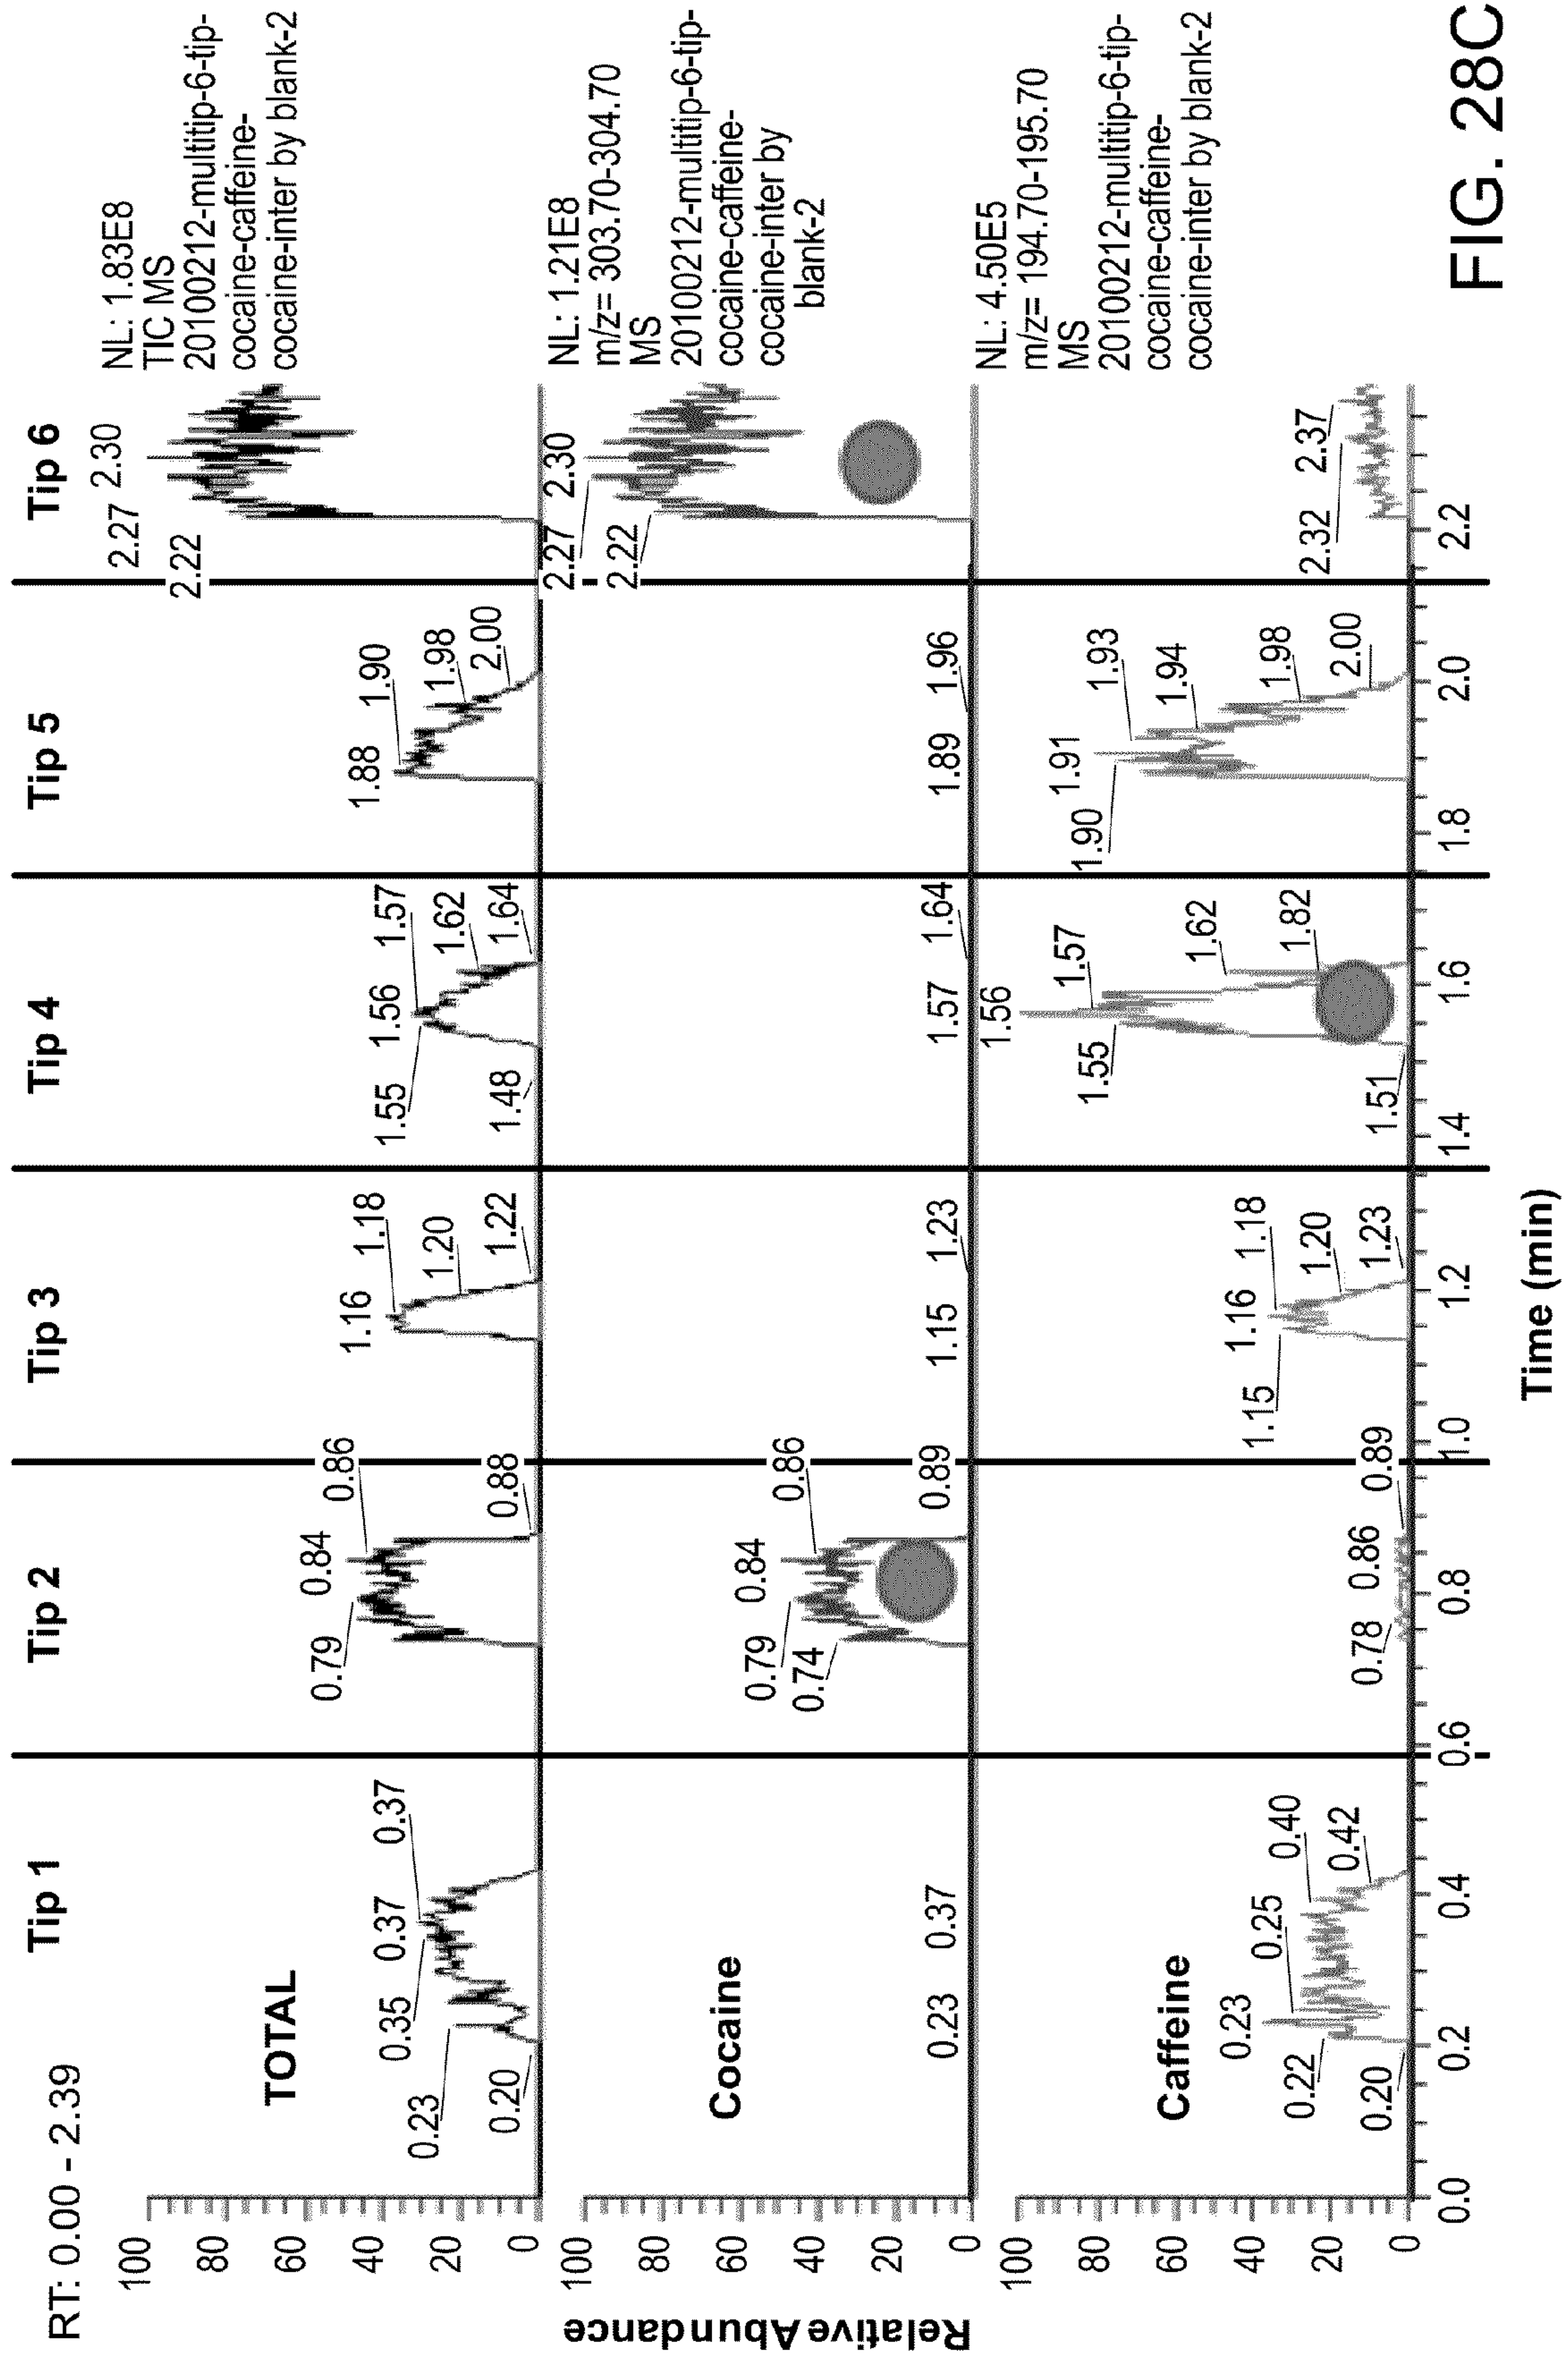 RT: 0.00 - 2.39
Tip 1
Tip 2
Tip 3
Tip 4
Tip 5
Tip 6
Relative Abundance
100
80
60
40
20
0
TOTAL
0.20
0.23
0.35
0.37
0.37
0.79
0.84
0.86
0.88
1.16
1.18
1.20
1.22
1.48
1.55
1.56
1.57
1.62
1.64
1.88
1.90
1.98
2.00
2.22
2.27
2.30
NL: 1.83E8
TIC MS
20100212-multitip-6-tip-
cocaine-caffeine-
cocaine-inter by blank-2
100
80
60
40
20
0
Cocaine
0.23
0.37
0.74
0.79
0.84
0.86
0.89
1.15
1.23
1.57
1.64
1.89
1.96
2.22
2.27
2.30
NL: 1.21E8
m/z= 303.70-304.70
MS
20100212-multitip-6-tip-
cocaine-caffeine-
cocaine-inter by
blank-2
100
80
60
40
20
0
Caffeine
0.20
0.22
0.23
0.25
0.40
0.42
0.78
0.86
0.89
1.15
1.16
1.18
1.20
1.23
1.51
1.55
1.56
1.57
1.62
1.82
1.90
1.91
1.93
1.94
1.98
2.00
2.32
2.37
NL: 4.50E5
m/z= 194.70-195.70
MS
20100212-multitip-6-tip-
cocaine-caffeine-
cocaine-inter by blank-2
0.0 0.2 0.4 0.6 0.8 1.0 1.2 1.4 1.6 1.8 2.0 2.2
Time (min)
FIG. 28C